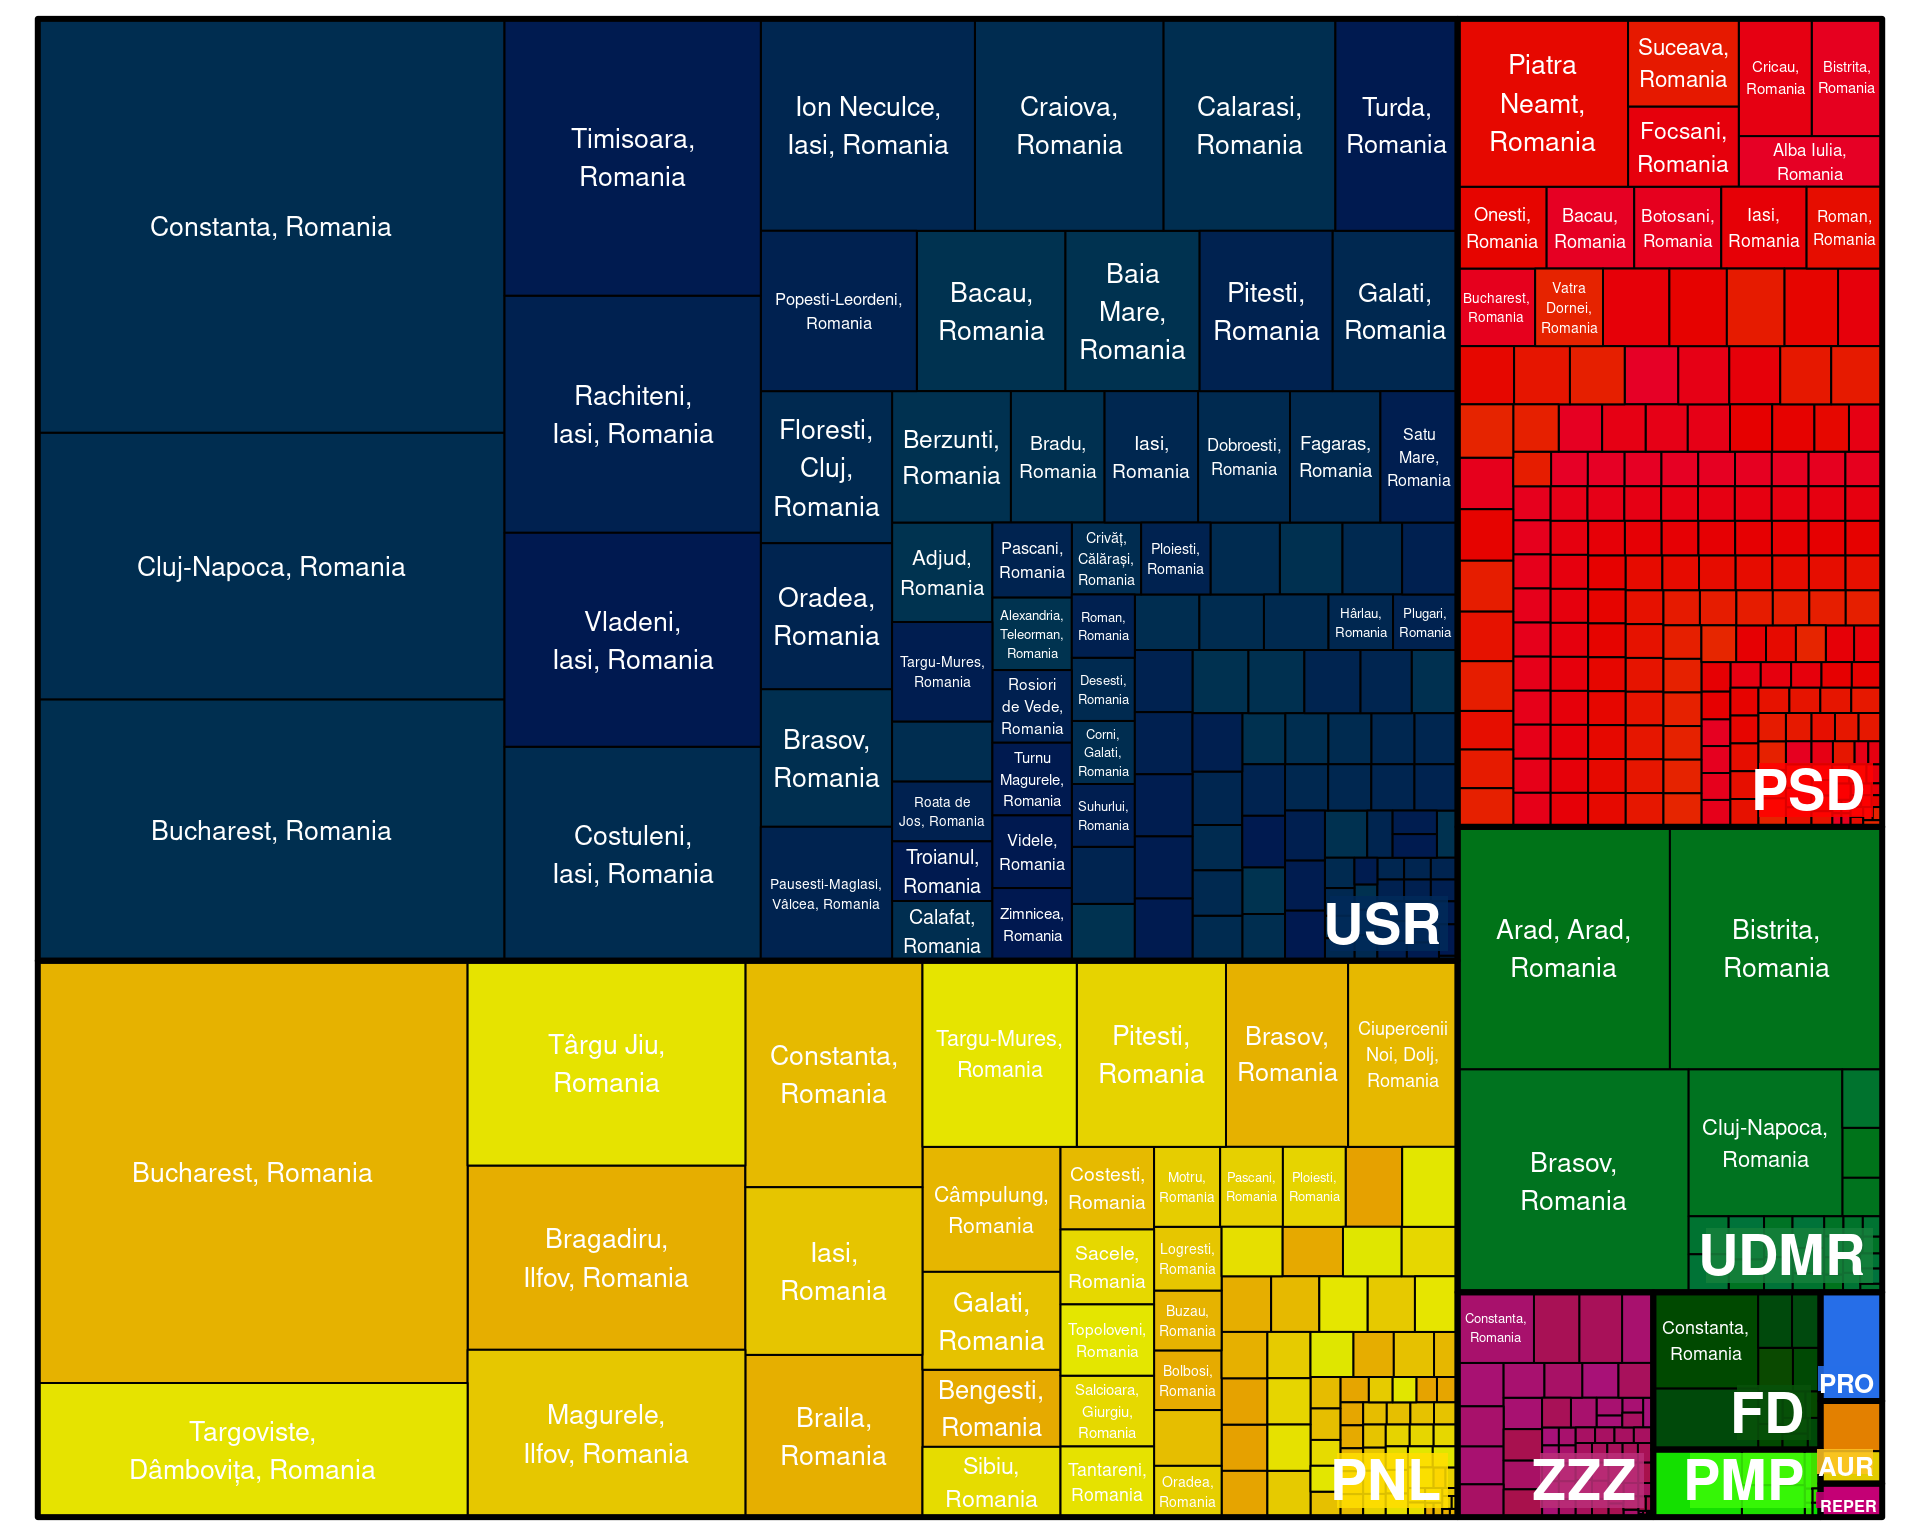 Constanta, Romania
Cluj-Napoca, Romania
Bucharest, Romania
Timisoara,
Romania
Rachiteni,
Iasi, Romania
Vladeni,
Iasi, Romania
Costuleni,
Iasi, Romania
Ion Neculce,
Iasi, Romania
Craiova,
Romania
Calarasi,
Romania
Turda,
Romania
Popesti-Leordeni,
Romania
Bacau,
Romania
Baia
Mare,
Romania
Pitesti,
Romania
Galati,
Romania
Floresti,
Cluj,
Romania
Oradea,
Romania
Brasov,
Romania
Pausesti-Maglasi,
Vâlcea, Romania
Berzunti,
Romania
Bradu,
Romania
Iasi,
Romania
Dobroesti,
Romania
Fagaras,
Romania
Satu
Mare,
Romania
Adjud,
Romania
Targu-Mures,
Romania
Roata de
Jos, Romania
Troianul,
Romania
Calafat,
Romania
Pascani,
Romania
Alexandria,
Teleorman,
Romania
Rosiori
de Vede,
Romania
Turnu
Magurele,
Romania
Videle,
Romania
Zimnicea,
Romania
Crivăț,
Călărași,
Romania
Ploiesti,
Romania
Roman,
Romania
Desesti,
Romania
Corni,
Galati,
Romania
Suhurlui,
Romania
Hârlau,
Romania
Plugari,
Romania
USR
Piatra
Neamt,
Romania
Suceava,
Romania
Focsani,
Romania
Cricau,
Romania
Bistrita,
Romania
Alba Iulia,
Romania
Onesti,
Romania
Bacau,
Romania
Botosani,
Romania
Iasi,
Romania
Roman,
Romania
Bucharest,
Romania
Vatra
Dornei,
Romania
PSD
Bucharest, Romania
Targoviste,
Dâmbovița, Romania
Târgu Jiu,
Romania
Bragadiru,
Ilfov, Romania
Magurele,
Ilfov, Romania
Constanta,
Romania
Iasi,
Romania
Braila,
Romania
Targu-Mures,
Romania
Pitesti,
Romania
Brasov,
Romania
Ciupercenii
Noi, Dolj,
Romania
Câmpulung,
Romania
Galati,
Romania
Bengesti,
Romania
Sibiu,
Romania
Costesti,
Romania
Sacele,
Romania
Topoloveni,
Romania
Salcioara,
Giurgiu,
Romania
Tantareni,
Romania
Motru,
Romania
Pascani,
Romania
Ploiesti,
Romania
Logresti,
Romania
Buzau,
Romania
Bolbosi,
Romania
Oradea,
Romania
PNL
Arad, Arad,
Romania
Bistrita,
Romania
Brasov,
Romania
Cluj-Napoca,
Romania
UDMR
Constanta,
Romania
ZZZ
Constanta,
Romania
FD
PMP
PRO
AUR
REPER